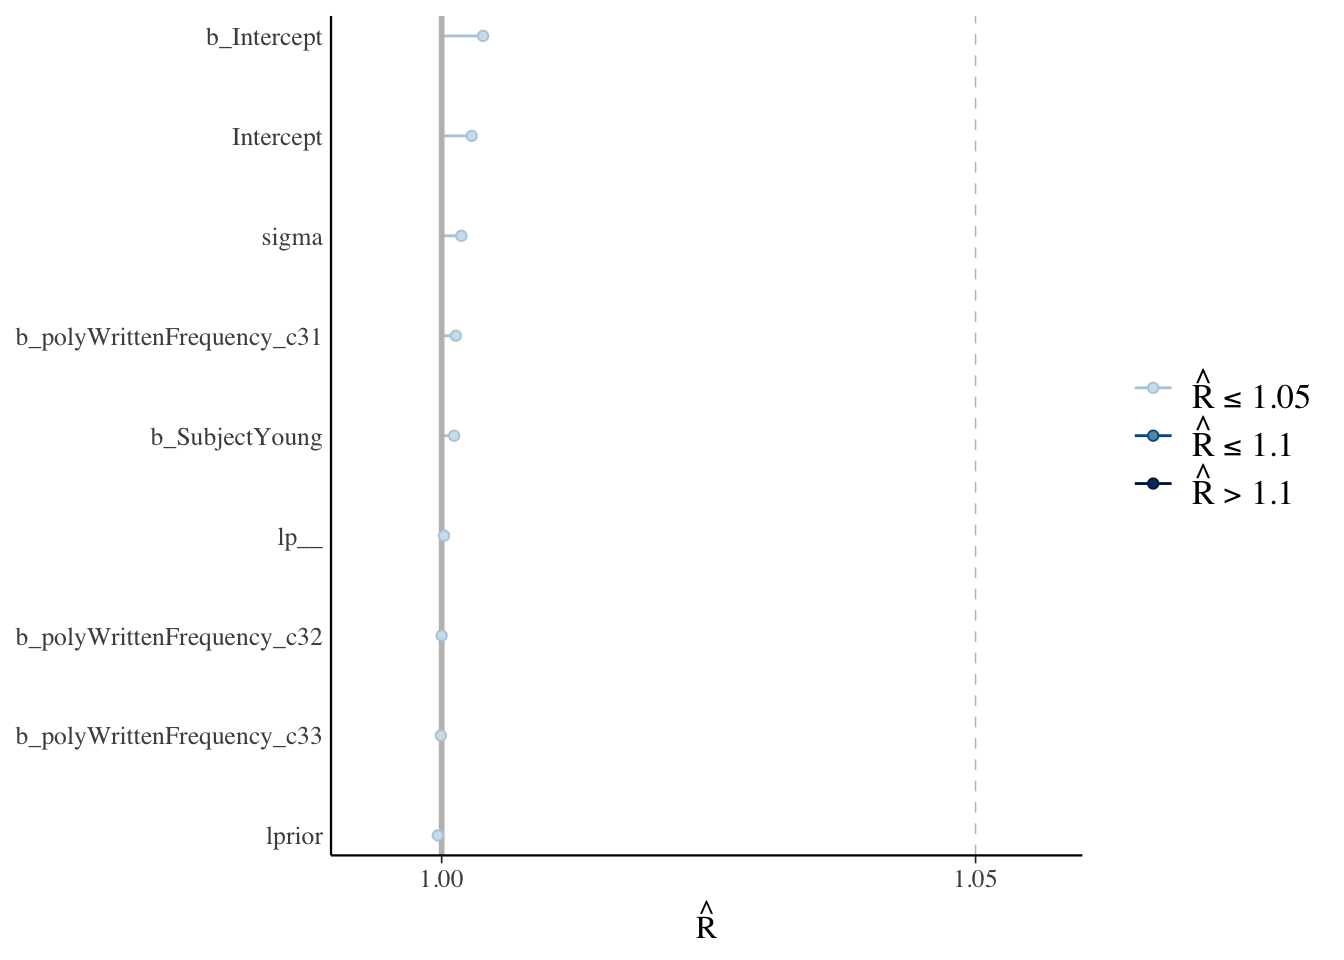 b_Intercept
Intercept
sigma
b_polyWrittenFrequency_c31
b_SubjectYoung
lp__
b_polyWrittenFrequency_c32
b_polyWrittenFrequency_c33
lprior
1.00 1.05
R̂
R̂ ≤ 1.05
R̂ ≤ 1.1
R̂ > 1.1